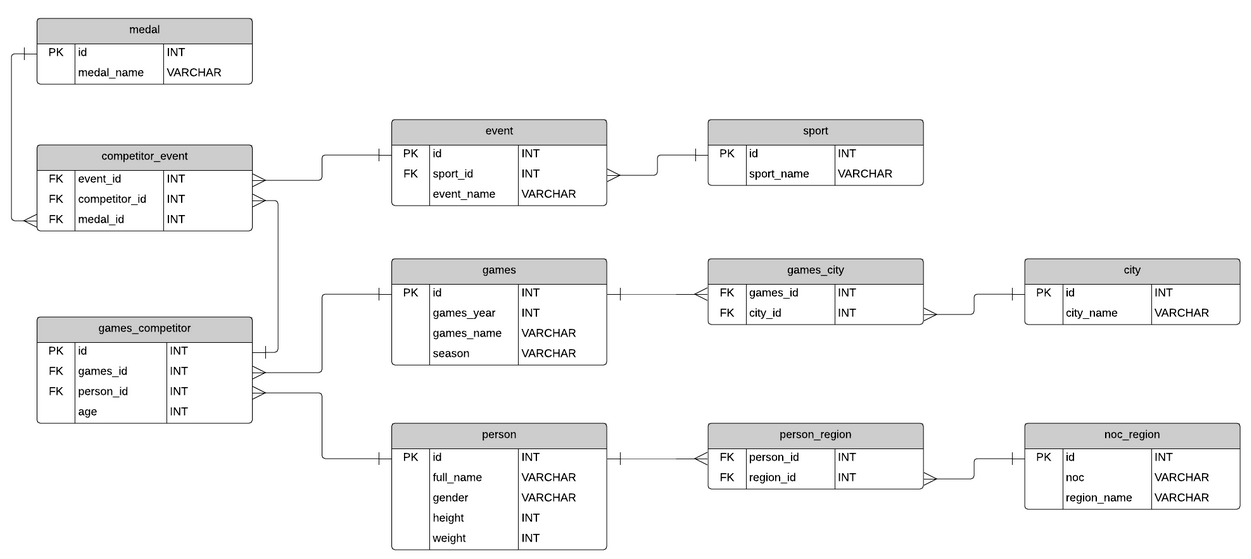 medal
PK id INT
medal_name VARCHAR
competitor_event
FK event_id INT
FK competitor_id INT
FK medal_id INT
games_competitor
PK id INT
FK games_id INT
FK person_id INT
age INT
event
PK id INT
FK sport_id INT
event_name VARCHAR
sport
PK id INT
sport_name VARCHAR
games
PK id INT
games_year INT
games_name VARCHAR
season VARCHAR
games_city
FK games_id INT
FK city_id INT
city
PK id INT
city_name VARCHAR
person
PK id INT
full_name VARCHAR
gender VARCHAR
height INT
weight INT
person_region
FK person_id INT
FK region_id INT
noc_region
PK id INT
noc VARCHAR
region_name VARCHAR